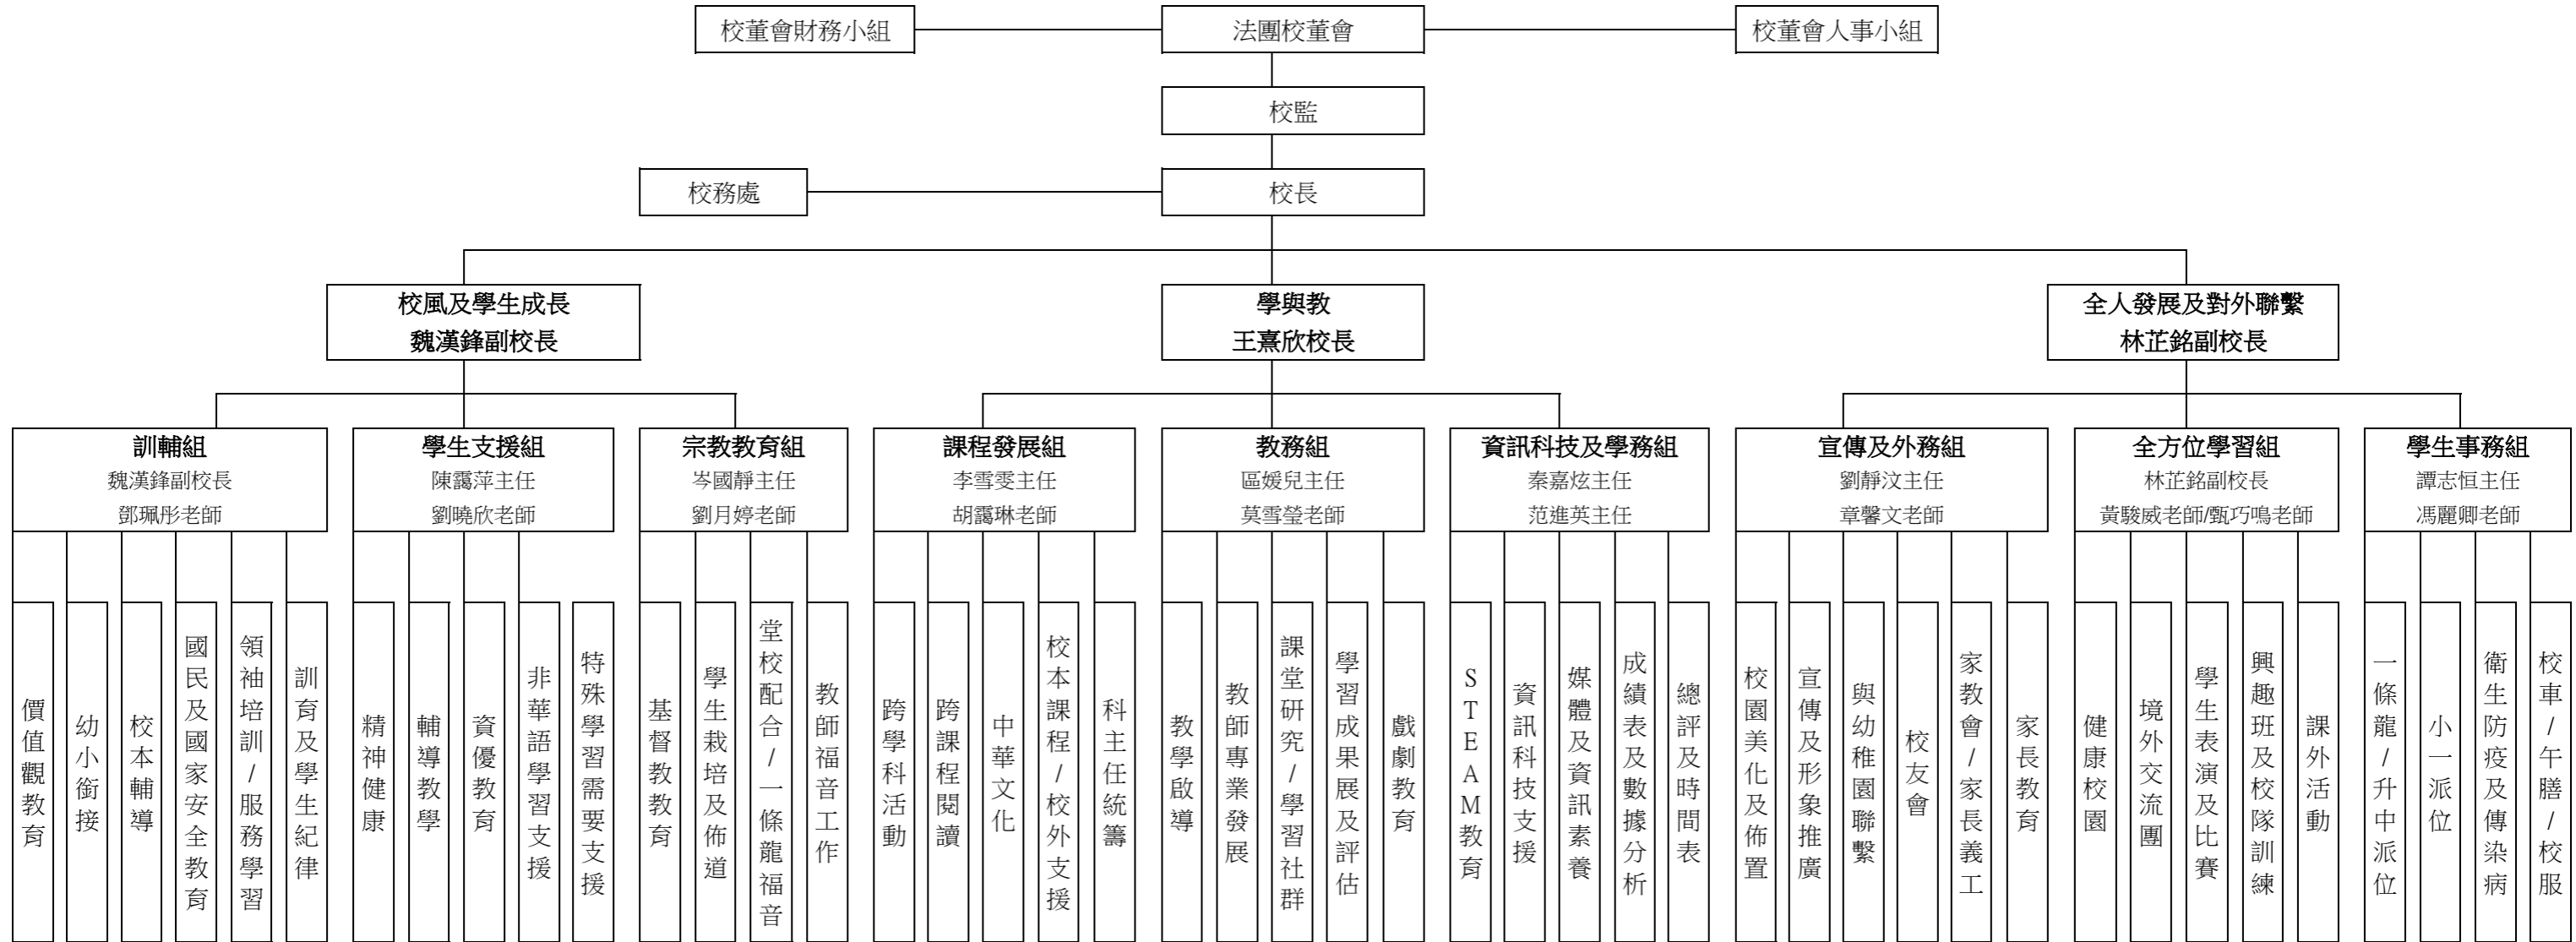 校董會財務小組
法團校董會
校董會人事小組
校監
校務處
校長
校風及學生成長
魏漢鋒副校長
學與教
王熹欣校長
全人發展及對外聯繫
林芷銘副校長
訓輔組
魏漢鋒副校長
鄧珮彤老師
學生支援組
陳靄萍主任
劉曉欣老師
宗教教育組
岑國靜主任
劉月婷老師
課程發展組
李雪雯主任
胡靄琳老師
教務組
區媛兒主任
莫雪瑩老師
資訊科技及學務組
秦嘉炫主任
范進英主任
宣傳及外務組
劉靜汶主任
章馨文老師
全方位學習組
林芷銘副校長
黃駿威老師/甄巧鳴老師
學生事務組
譚志恒主任
馮麗卿老師
價值觀教育
幼小銜接
校本輔導
國民及國家安全教育
領袖培訓/服務學習
訓育及學生紀律
精神健康
輔導教學
資優教育
非華語學習支援
特殊學習需要支援
基督教教育
學生栽培及佈道
堂校配合/一條龍福音
教師福音工作
跨學科活動
跨課程閱讀
中華文化
校本課程/校外支援
科主任統籌
教學啟導
教師專業發展
課堂研究/學習社群
學習成果展及評估
戲劇教育
STEAM教育
資訊科技支援
媒體及資訊素養
成績表及數據分析
總評及時間表
校園美化及佈置
宣傳及形象推廣
與幼稚園聯繫
校友會
家教會/家長義工
家長教育
健康校園
境外交流團
學生表演及比賽
興趣班及校隊訓練
課外活動
一條龍/升中派位
小一派位
衛生防疫及傳染病
校車/午膳/校服